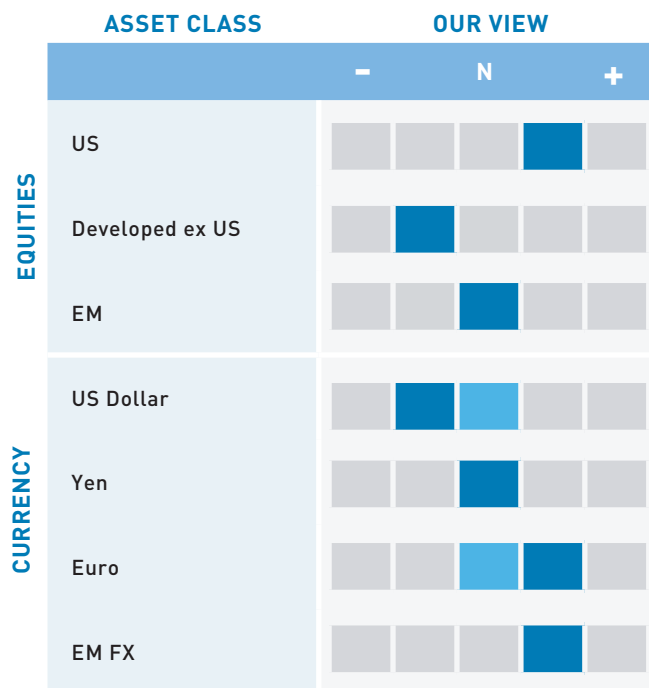 ASSET CLASS OUR VIEW
- N +
EQUITIES
US
Developed ex US
EM
CURRENCY
US Dollar
Yen
Euro
EM FX